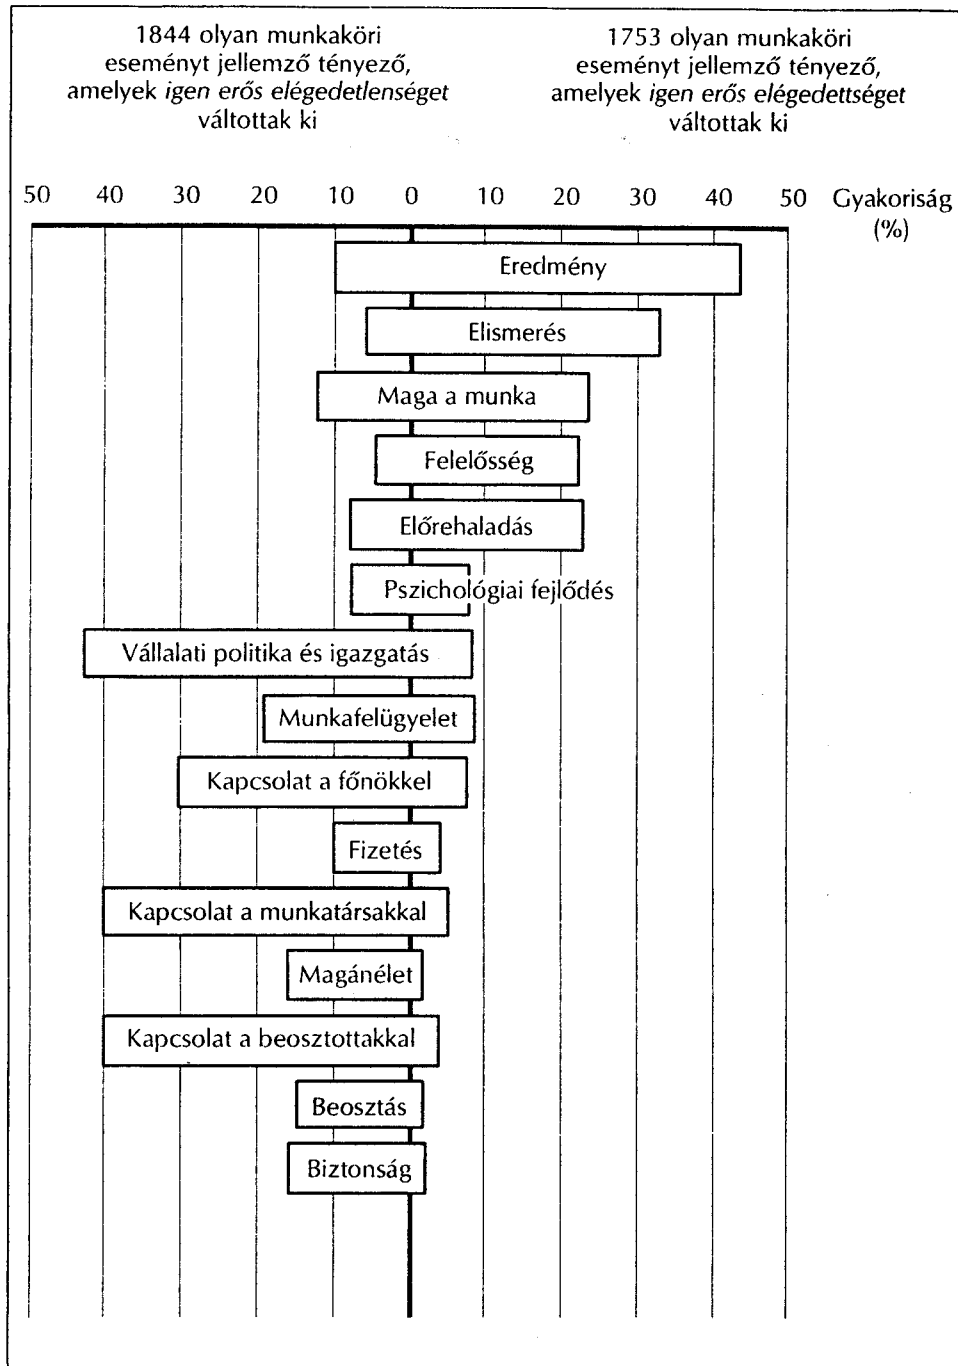 1844 olyan munkaköri
eseményt jellemző tényező,
amelyek igen erős elégedetlenséget
váltottak ki
1753 olyan munkaköri
eseményt jellemző tényező,
amelyek igen erős elégedettséget
váltottak ki
50 40 30 20 10 0 10 20 30 40 50 Gyakoriság
(%)
Eredmény
Elismerés
Maga a munka
Felelősség
Előrehaladás
Pszichológiai fejlődés
Vállalati politika és igazgatás
Munkafelügyelet
Kapcsolat a főnökkel
Fizetés
Kapcsolat a munkatársakkal
Magánélet
Kapcsolat a beosztottakkal
Beosztás
Biztonság